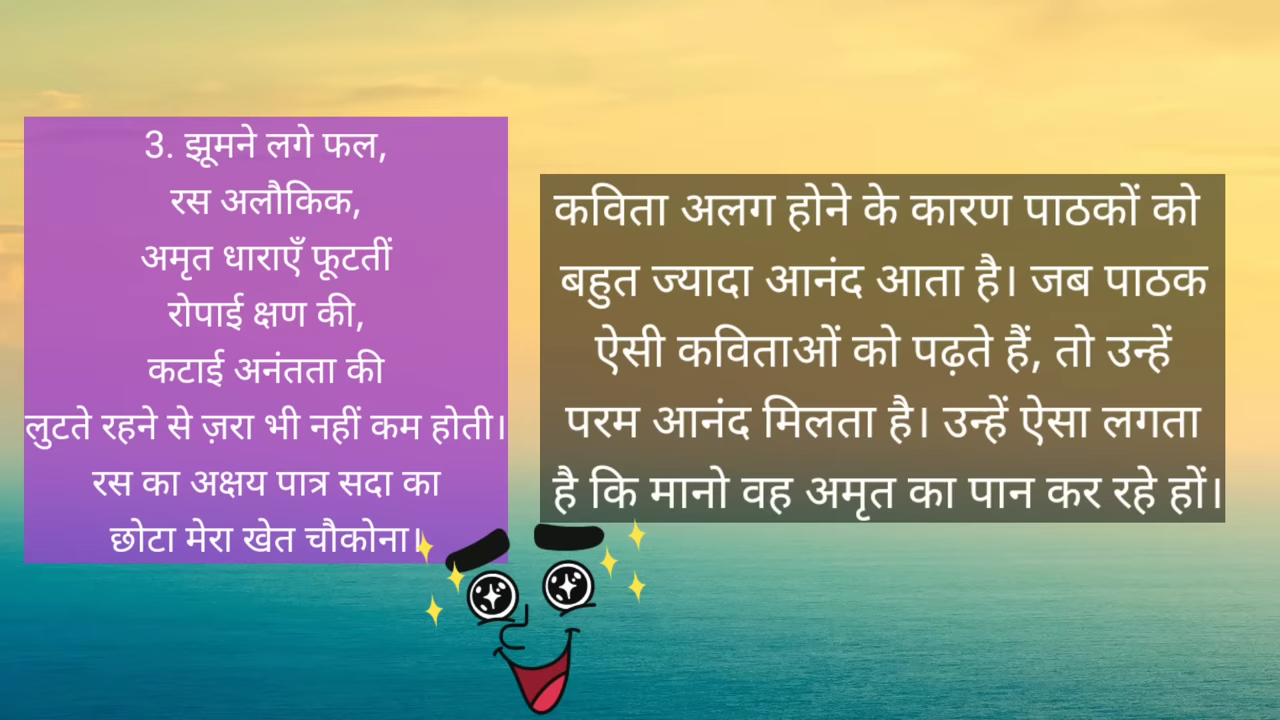 3. झूमने लगे फल,
रस अलौकिक,
अमृत धाराएँ फूटतीं
रोपाई क्षण की,
कटाई अनंतता की
लुटते रहने से ज़रा भी नहीं कम होती।
रस का अक्षय पात्र सदा का
छोटा मेरा खेत चौकोना।
कविता अलग होने के कारण पाठकों को
बहुत ज्यादा आनंद आता है। जब पाठक
ऐसी कविताओं को पढ़ते हैं, तो उन्हें
परम आनंद मिलता है। उन्हें ऐसा लगता
है कि मानो वह अमृत का पान कर रहे हों।